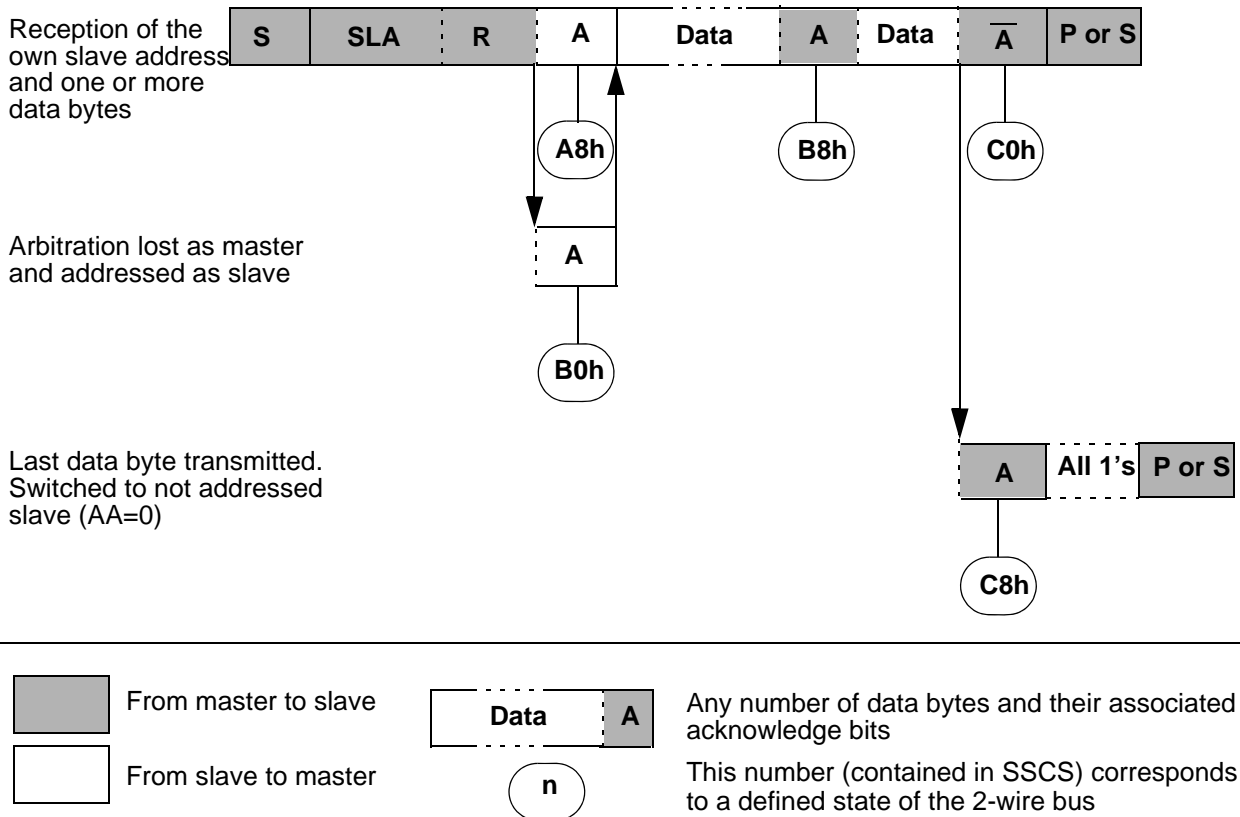 Reception of the
own slave address
and one or more
data bytes
S SLA R A Data A Data A̅ P or S
A8h B8h C0h
Arbitration lost as master
and addressed as slave
A
B0h
Last data byte transmitted.
Switched to not addressed
slave (AA=0)
A All 1's P or S
C8h
From master to slave
From slave to master
Data A
n
Any number of data bytes and their associated
acknowledge bits
This number (contained in SSCS) corresponds
to a defined state of the 2-wire bus